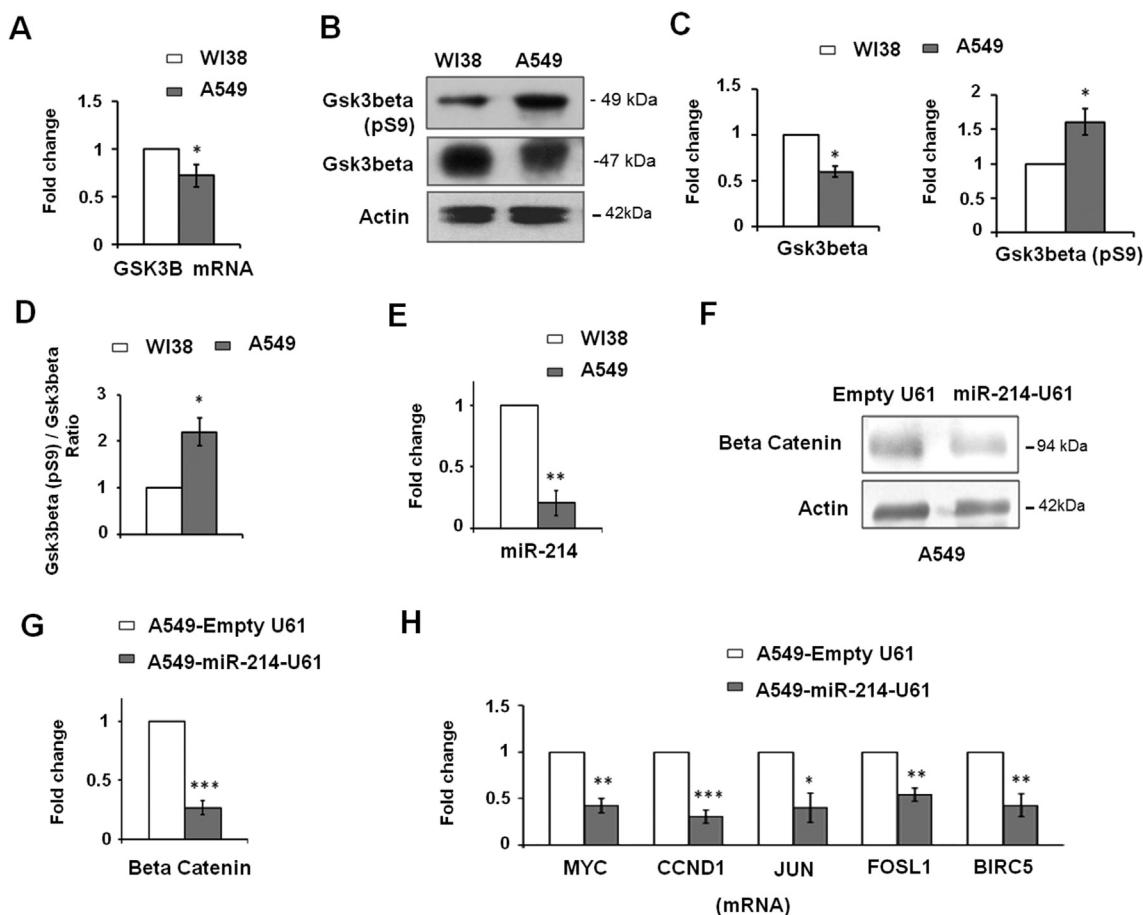 A
WI38
A549
Fold change
1.5
1
0.5
0
*
GSK3B mRNA
B
WI38 A549
Gsk3beta (pS9)
- 49 kDa
Gsk3beta
-47 kDa
Actin
- 42kDa
C
WI38 A549
Fold change
1.5
1
0.5
0
*
Gsk3beta
Fold change
2
1.5
1
0.5
0
*
Gsk3beta (pS9)
D
WI38 A549
Gsk3beta (pS9) / Gsk3beta
Ratio
3
2
1
0
*
E
WI38
A549
Fold change
1
0.5
0
**
miR-214
F
Empty U61 miR-214-U61
Beta Catenin
- 94 kDa
Actin
- 42kDa
A549
G
A549-Empty U61
A549-miR-214-U61
Fold change
1
0.5
0
***
Beta Catenin
H
A549-Empty U61
A549-miR-214-U61
Fold change
1.5
1
0.5
0
** *** * ** **
MYC CCND1 JUN FOSL1 BIRC5
(mRNA)